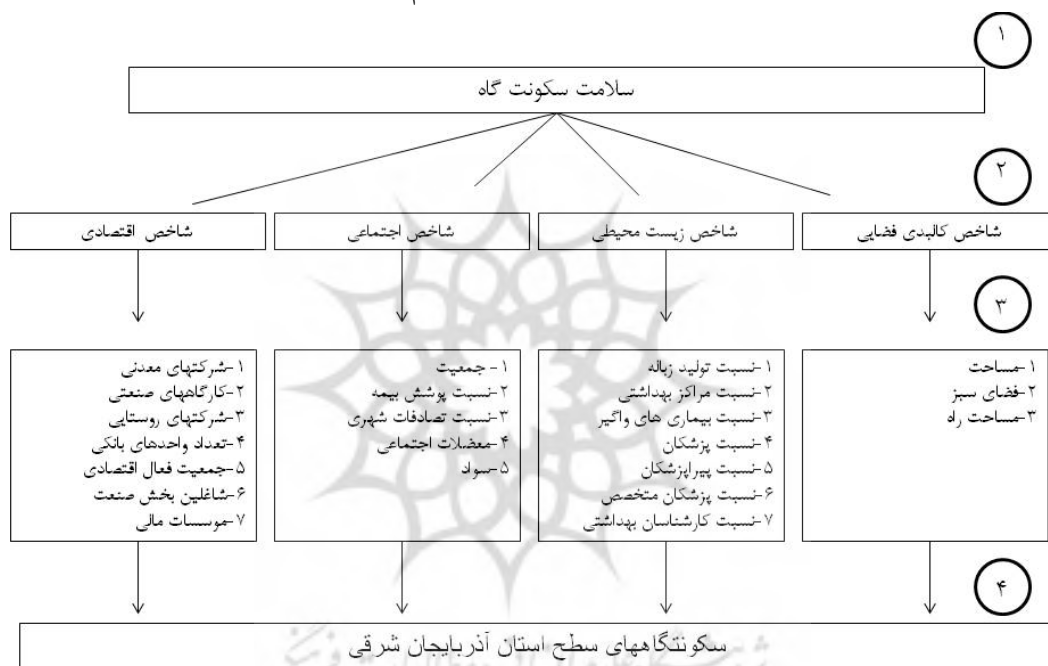 ۱
سلامت سکونت گاه
۲
شاخص کالبدی فضایی
شاخص زیست محیطی
شاخص اجتماعی
شاخص اقتصادی
۳
۱-مساحت
۲-فضای سبز
۳-مساحت راه
۱-نسبت تولید زباله
۲-نسبت مراکز بهداشتی
۳-نسبت بیماری های واگیر
۴-نسبت پزشکان
۵-نسبت پیراپزشکان
۶-نسبت پزشکان متخصص
۷-نسبت کارشناسان بهداشتی
۱-جمعیت
۲-نسبت پوشش بیمه
۳-نسبت تصادفات شهری
۴-معضلات اجتماعی
۵-سواد
۱-شرکتهای معدنی
۲-کارگاههای صنعتی
۳-شرکتهای روستایی
۴-تعداد واحدهای بانکی
۵-جمعیت فعال اقتصادی
۶-شاغلین بخش صنعت
۷-موسسات مالی
۴
سکونتگاههای سطح استان آذربایجان شرقی